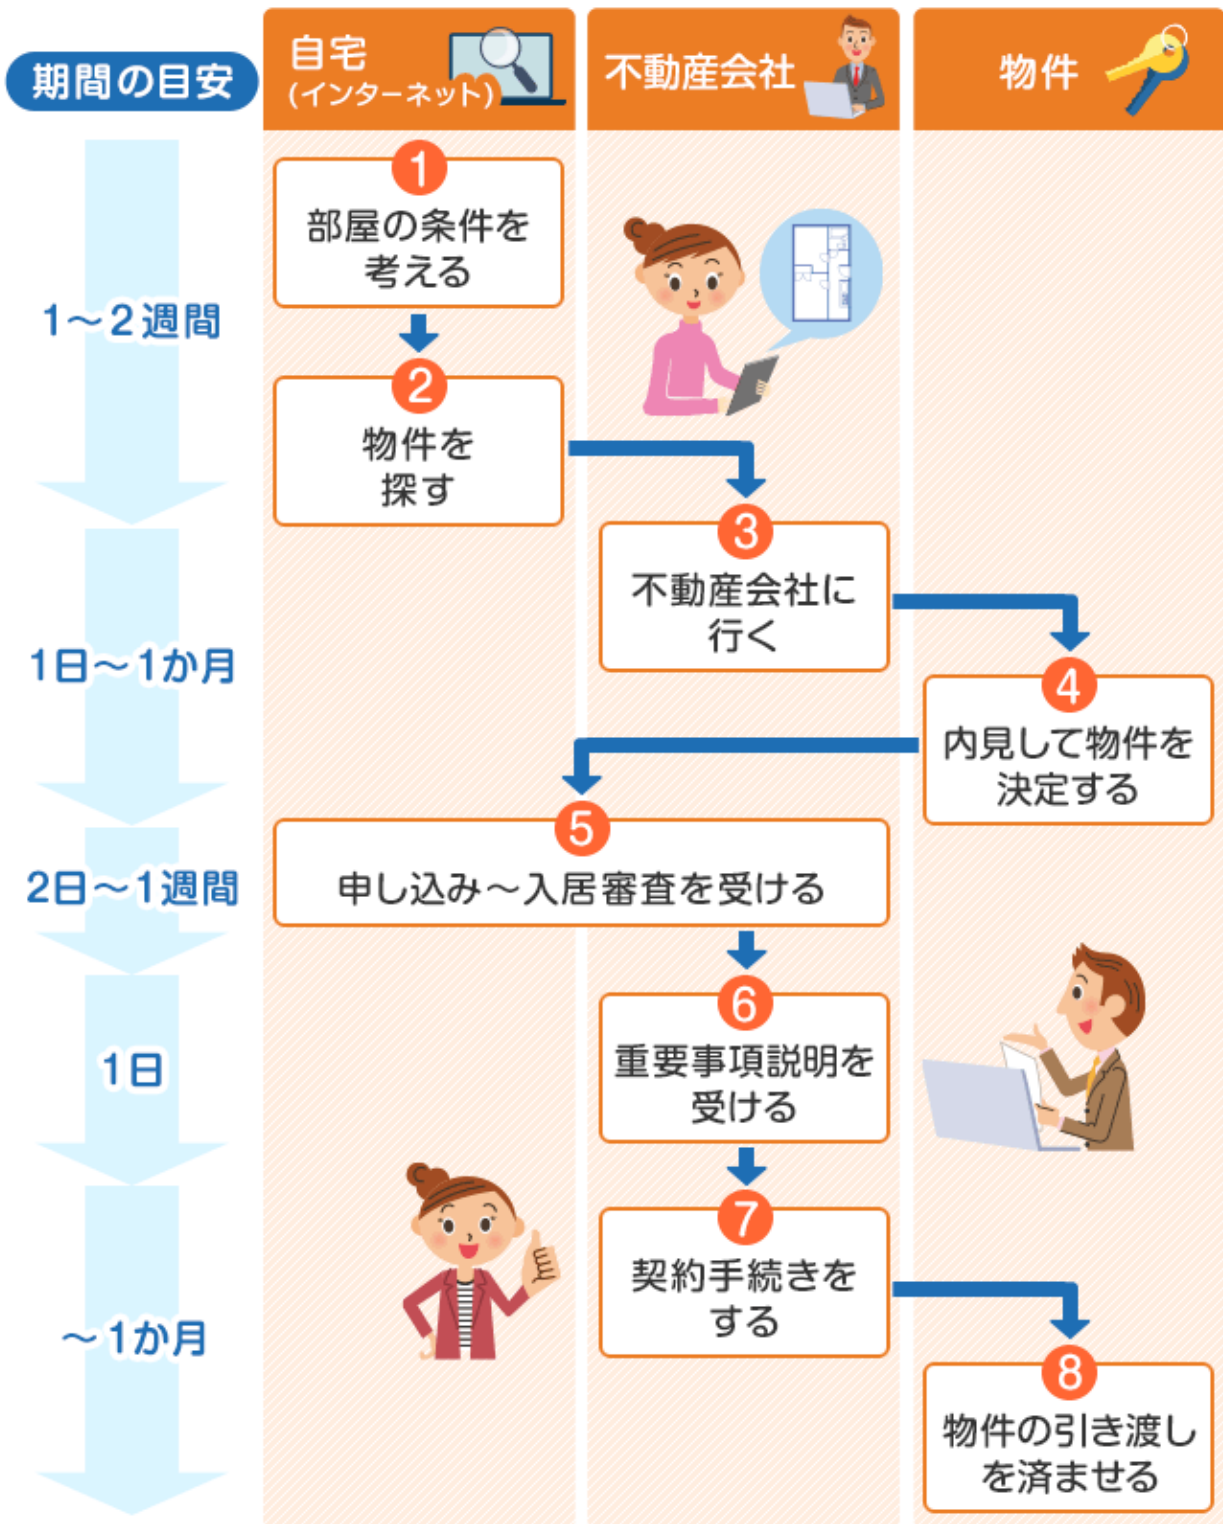 期間の目安
自宅
(インターネット)
不動産会社
物件
1～2週間
1
部屋の条件を
考える
2
物件を
探す
1日～1か月
3
不動産会社に
行く
4
内見して物件を
決定する
2日～1週間
5
申し込み～入居審査を受ける
1日
6
重要事項説明を
受ける
～1か月
7
契約手続きを
する
8
物件の引き渡し
を済ませる